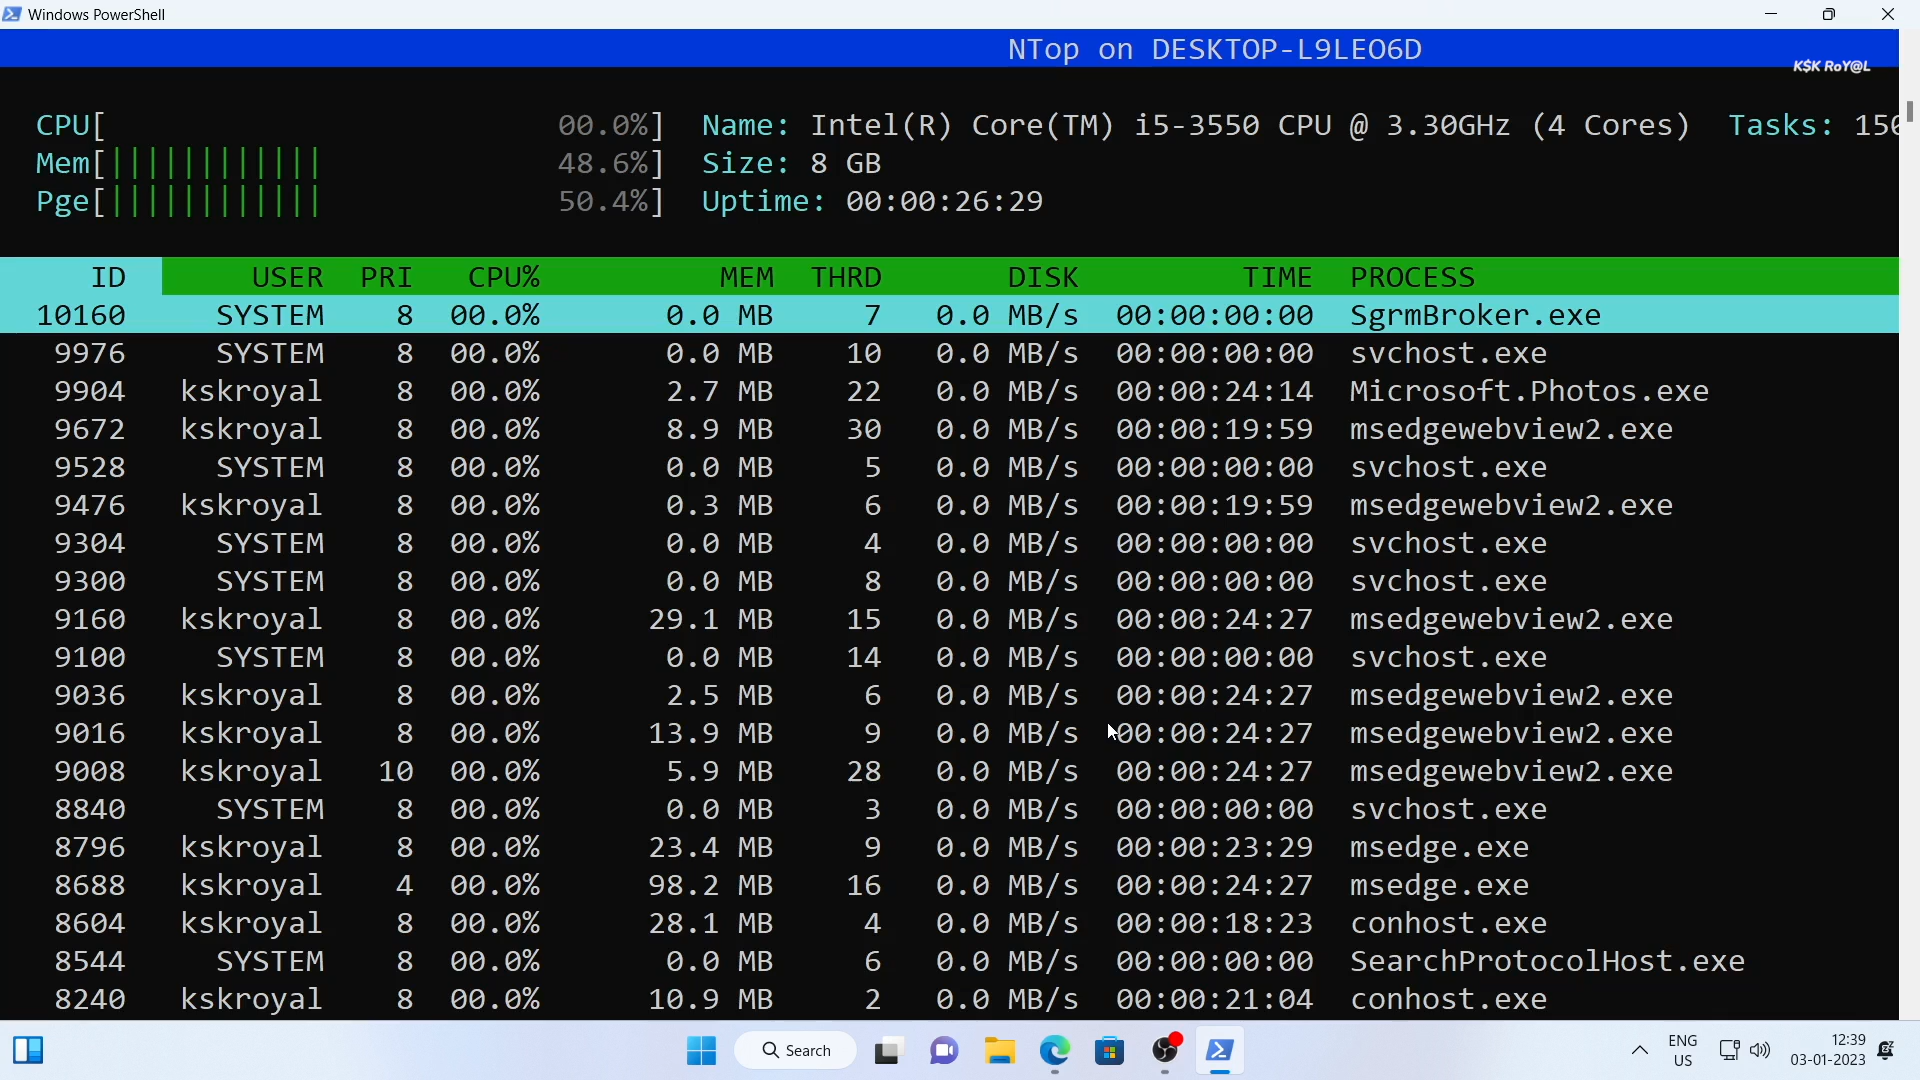 Windows PowerShell
NTop on DESKTOP-L9LEO6D
K$K RoY@L
CPU[ 00.0%] Name: Intel(R) Core(TM) i5-3550 CPU @ 3.30GHz (4 Cores) Tasks:
Mem[|||||||||||| 48.6%] Size: 8 GB
Pge[|||||||||||| 50.4%] Uptime: 00:00:26:29
ID USER PRI CPU% MEM THRD DISK TIME PROCESS
10160 SYSTEM 8 00.0% 0.0 MB 7 0.0 MB/s 00:00:00:00 SgrmBroker.exe
9976 SYSTEM 8 00.0% 0.0 MB 10 0.0 MB/s 00:00:00:00 svchost.exe
9904 kskroyal 8 00.0% 2.7 MB 22 0.0 MB/s 00:00:24:14 Microsoft.Photos.exe
9672 kskroyal 8 00.0% 8.9 MB 30 0.0 MB/s 00:00:19:59 msedgewebview2.exe
9528 SYSTEM 8 00.0% 0.0 MB 5 0.0 MB/s 00:00:00:00 svchost.exe
9476 kskroyal 8 00.0% 0.3 MB 6 0.0 MB/s 00:00:19:59 msedgewebview2.exe
9304 SYSTEM 8 00.0% 0.0 MB 4 0.0 MB/s 00:00:00:00 svchost.exe
9300 SYSTEM 8 00.0% 0.0 MB 8 0.0 MB/s 00:00:00:00 svchost.exe
9160 kskroyal 8 00.0% 29.1 MB 15 0.0 MB/s 00:00:24:27 msedgewebview2.exe
9100 SYSTEM 8 00.0% 0.0 MB 14 0.0 MB/s 00:00:00:00 svchost.exe
9036 kskroyal 8 00.0% 2.5 MB 6 0.0 MB/s 00:00:24:27 msedgewebview2.exe
9016 kskroyal 8 00.0% 13.9 MB 9 0.0 MB/s 00:00:24:27 msedgewebview2.exe
9008 kskroyal 10 00.0% 5.9 MB 28 0.0 MB/s 00:00:24:27 msedgewebview2.exe
8840 SYSTEM 8 00.0% 0.0 MB 3 0.0 MB/s 00:00:00:00 svchost.exe
8796 kskroyal 8 00.0% 23.4 MB 9 0.0 MB/s 00:00:23:29 msedge.exe
8688 kskroyal 4 00.0% 98.2 MB 16 0.0 MB/s 00:00:24:27 msedge.exe
8604 kskroyal 8 00.0% 28.1 MB 4 0.0 MB/s 00:00:18:23 conhost.exe
8544 SYSTEM 8 00.0% 0.0 MB 6 0.0 MB/s 00:00:00:00 SearchProtocolHost.exe
8240 kskroyal 8 00.0% 10.9 MB 2 0.0 MB/s 00:00:21:04 conhost.exe
Search
ENG
US
12:39
03-01-2023